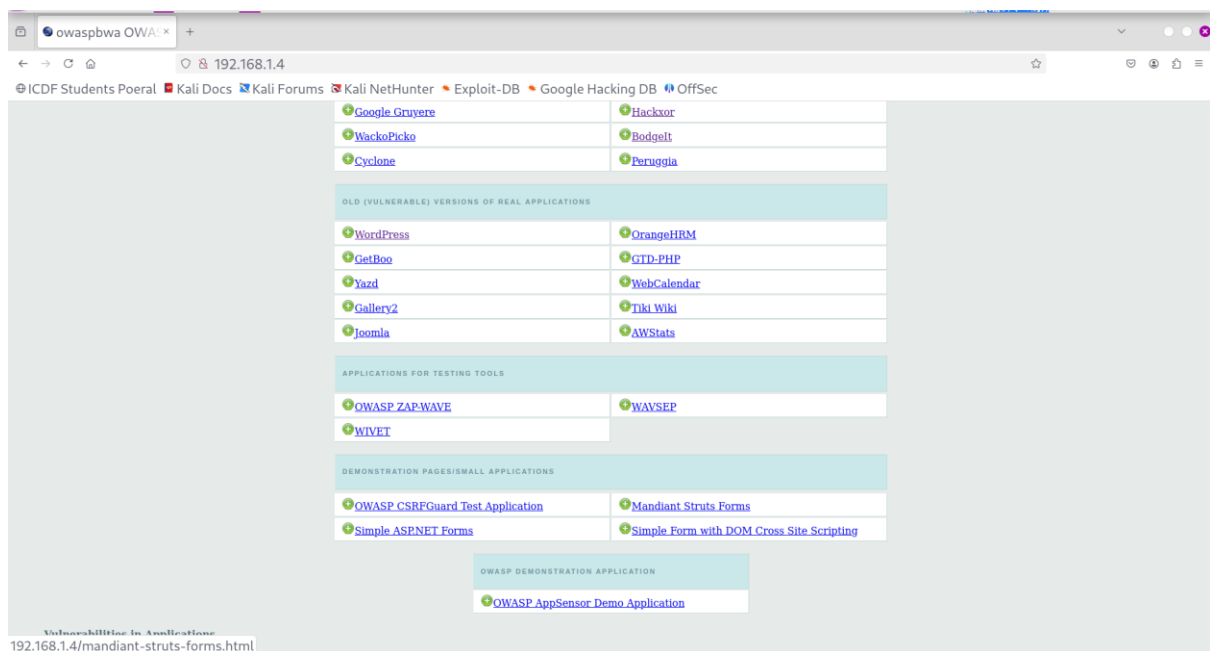 owaspbwa OWAS
192.168.1.4
ICDF Students Poeral Kali Docs Kali Forums Kali NetHunter Exploit-DB Google Hacking DB OffSec
Google Gruyere Hackxor
WackoPicko BodgeIt
Cyclone Peruggia
OLD (VULNERABLE) VERSIONS OF REAL APPLICATIONS
WordPress OrangeHRM
GetBoo GTD-PHP
Yazd WebCalendar
Gallery2 Tiki Wiki
Joomla AWStats
APPLICATIONS FOR TESTING TOOLS
OWASP ZAP-WAVE WAVSEP
WIVET
DEMONSTRATION PAGES/SMALL APPLICATIONS
OWASP CSRFGuard Test Application Mandiant Struts Forms
Simple ASP.NET Forms Simple Form with DOM Cross Site Scripting
OWASP DEMONSTRATION APPLICATION
OWASP AppSensor Demo Application
Vulnerabilities in Applications
192.168.1.4/mandiant-struts-forms.html